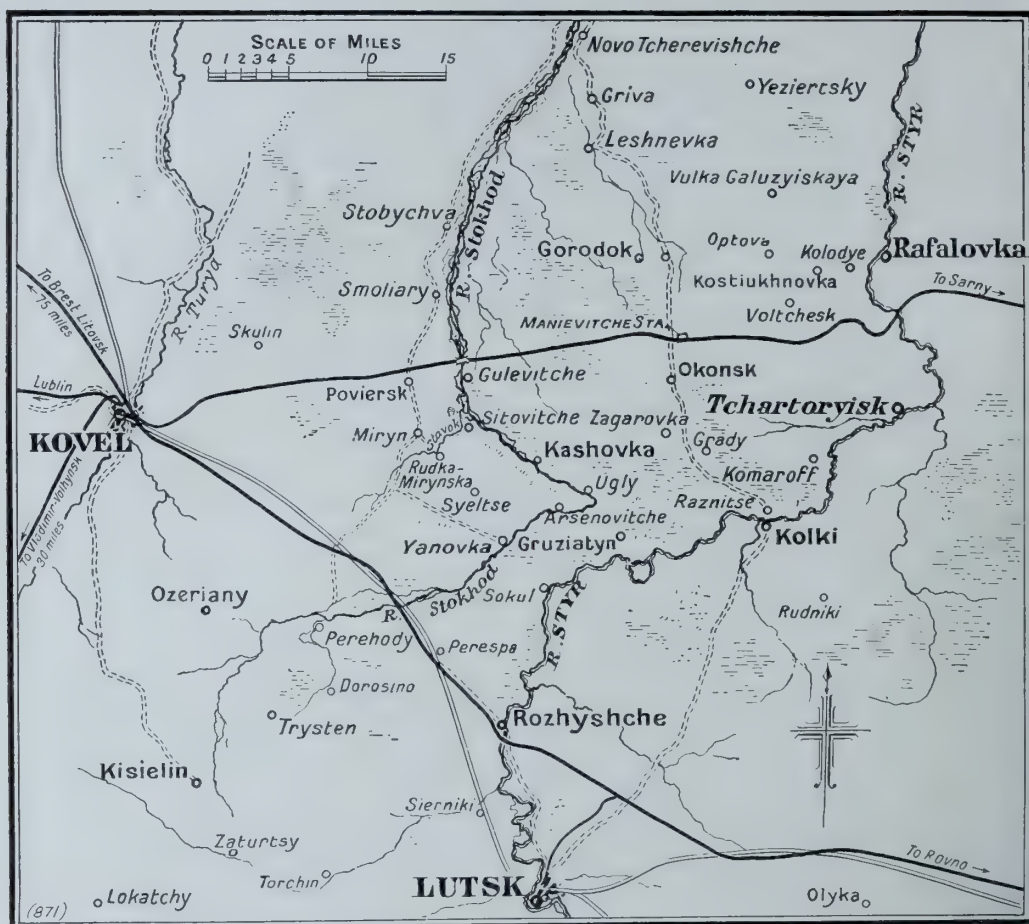 SCALE OF MILES
0 1 2 3 4 5 10 15
Novo Tcherevishche
Griva
Yeziertsky
Leshnevka
R. STYR
Vulka Galuzyiskaya
Stobychva
R. Stokhod
Gorodok
Optova
Kolodye
Rafalovka
Kostiukhnovka
To Brest Litovsk
75 miles
R. Turya
Smoliary
Voltchesk
To Sarny
MANIEVITCHE STA.
Skulin
Lublin
Poviersk
Gulevitche
Okonsk
KOVEL
Tchartoryisk
Miryn
Stavok
Sitovitche
Zagarovka
Grady
Kashovka
Rudka-
Mirynska
Komaroff
Ugly
Syeltse
Raznitse
Arsenovitche
To Vladimir-Volhynsk
30 miles
Yanovka
Gruziatyn
Kolki
Ozeriany
R. Stokhod
Sokul
R. STYR
Rudniki
Perehody
Perespa
Dorosino
Trysten
Rozhyshche
Kisielin
Sierniki
Zaturtsy
To Rovno
Torchin
LUTSK
Lokatchy
Olyka
(871)